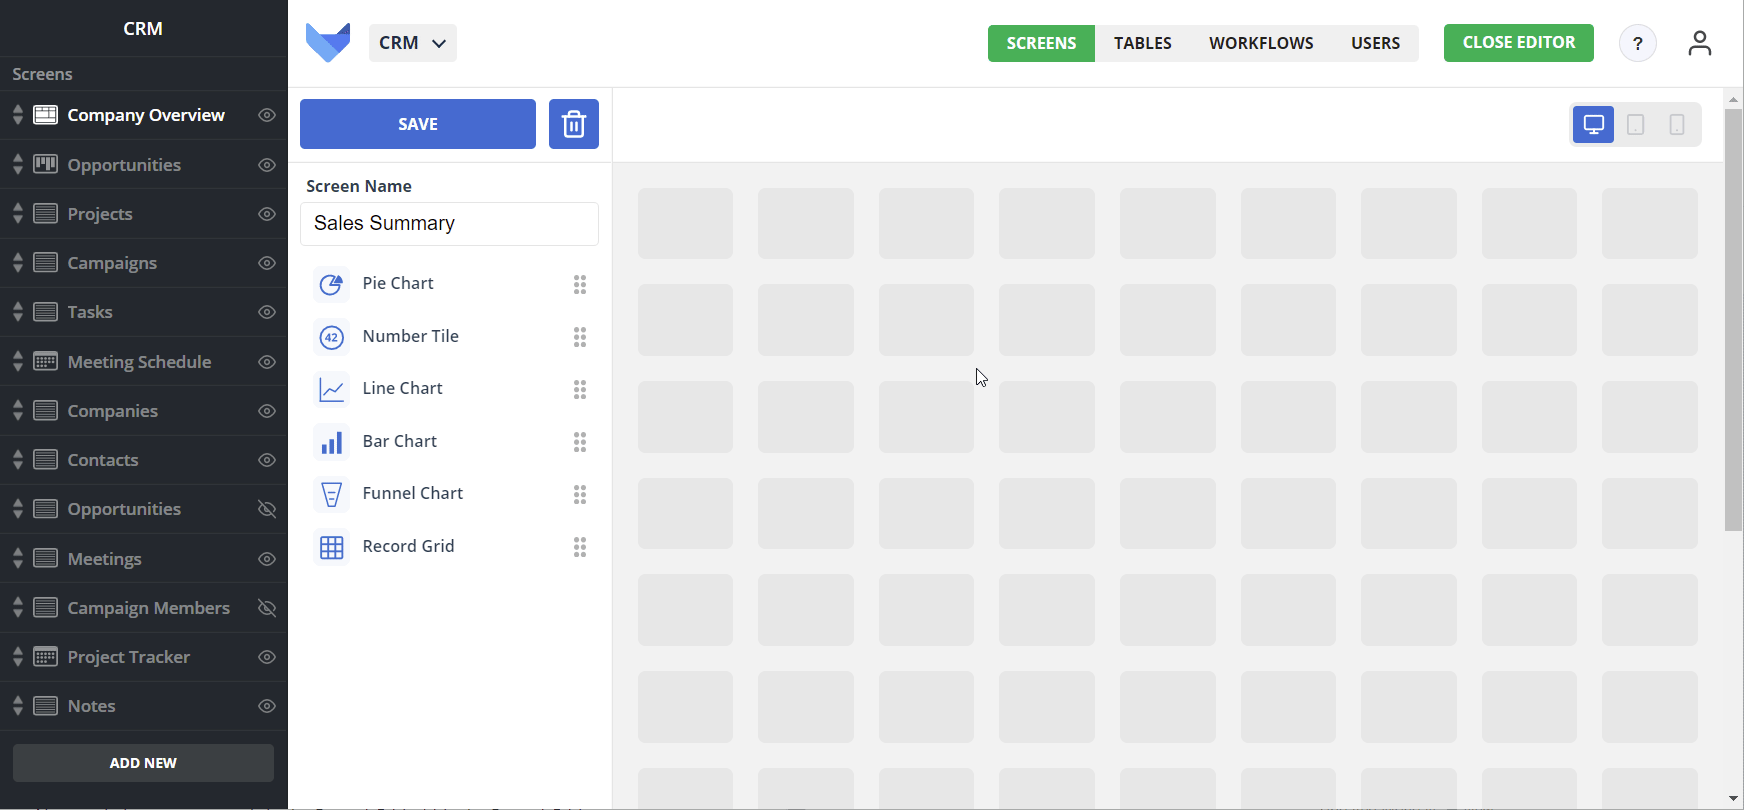 CRM
Screens
Company Overview
Opportunities
Projects
Campaigns
Tasks
Meeting Schedule
Companies
Contacts
Opportunities
Meetings
Campaign Members
Project Tracker
Notes
ADD NEW
CRM
SCREENS TABLES WORKFLOWS USERS
CLOSE EDITOR
?
SAVE
Screen Name
Sales Summary
Pie Chart
42 Number Tile
Line Chart
Bar Chart
Funnel Chart
Record Grid